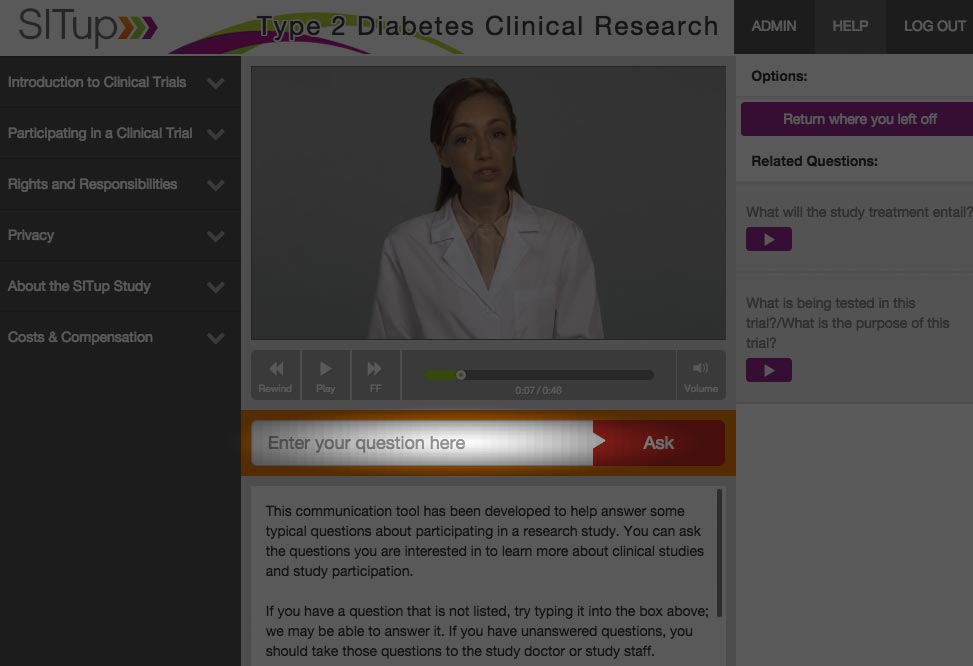 SITup
Type 2 Diabetes Clinical Research
ADMIN
HELP
LOG OUT
Introduction to Clinical Trials
Participating in a Clinical Trial
Rights and Responsibilities
Privacy
About the SITup Study
Costs & Compensation
Rewind
Play
FF
0:07 / 0:46
Volume
Enter your question here
Ask
This communication tool has been developed to help answer some
typical questions about participating in a research study. You can ask
the questions you are interested in to learn more about clinical studies
and study participation.
If you have a question that is not listed, try typing it into the box above;
we may be able to answer it. If you have unanswered questions, you
should take those questions to the study doctor or study staff.
Options:
Return where you left off
Related Questions:
What will the study treatment entail?
What is being tested in this
trial?/What is the purpose of this
trial?